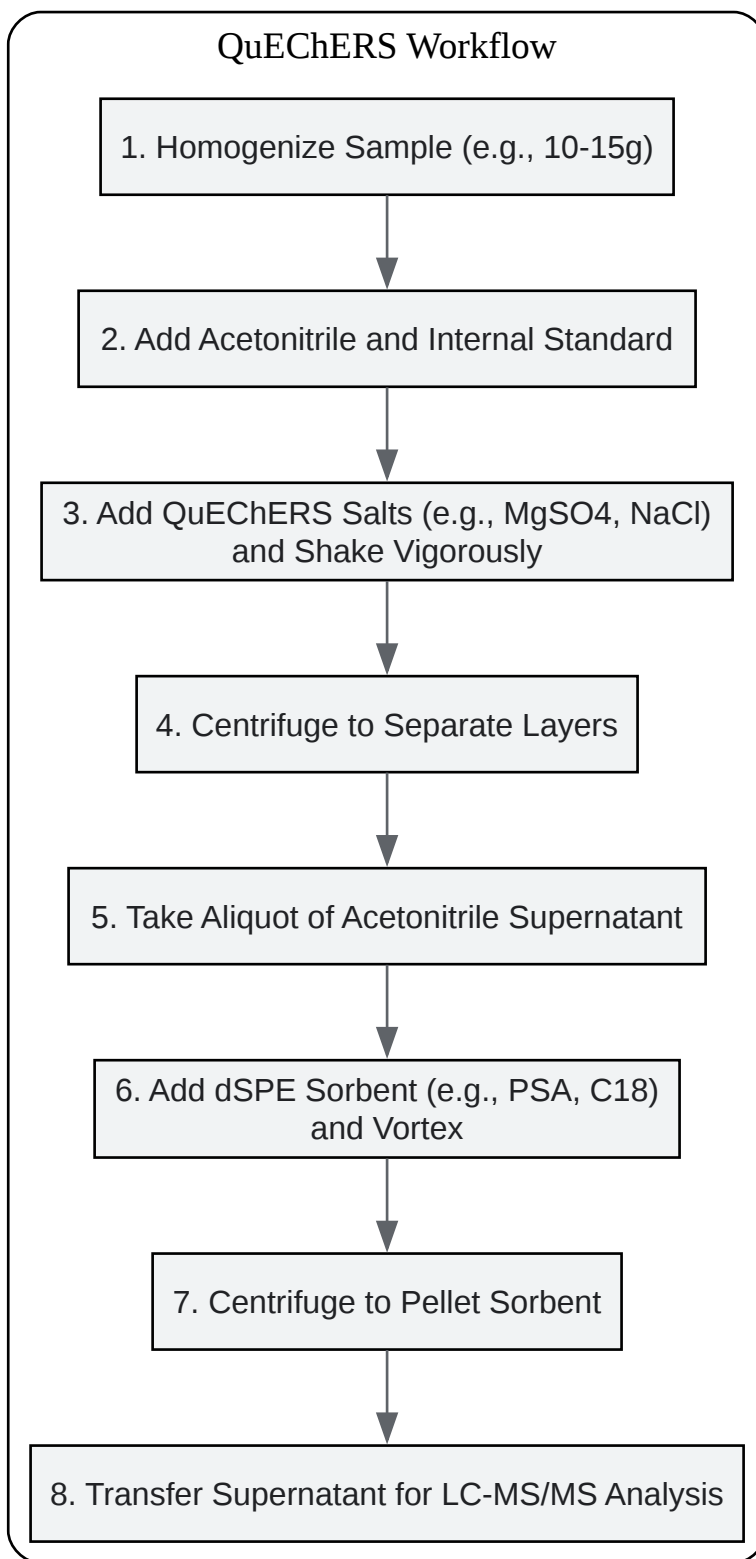 QuEChERS Workflow
1. Homogenize Sample (e.g., 10-15g)
2. Add Acetonitrile and Internal Standard
3. Add QuEChERS Salts (e.g., MgSO4, NaCl)
and Shake Vigorously
4. Centrifuge to Separate Layers
5. Take Aliquot of Acetonitrile Supernatant
6. Add dSPE Sorbent (e.g., PSA, C18)
and Vortex
7. Centrifuge to Pellet Sorbent
8. Transfer Supernatant for LC-MS/MS Analysis